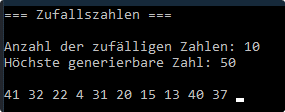 === Zufallszahlen ===
Anzahl der zufälligen Zahlen: 10
Höchste generierbare Zahl: 50
41 32 22 4 31 20 15 13 40 37